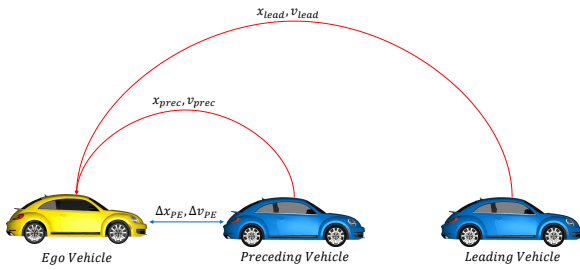 x_lead, v_lead
x_prec, v_prec
Δx_PE, Δv_PE
Ego Vehicle
Preceding Vehicle
Leading Vehicle